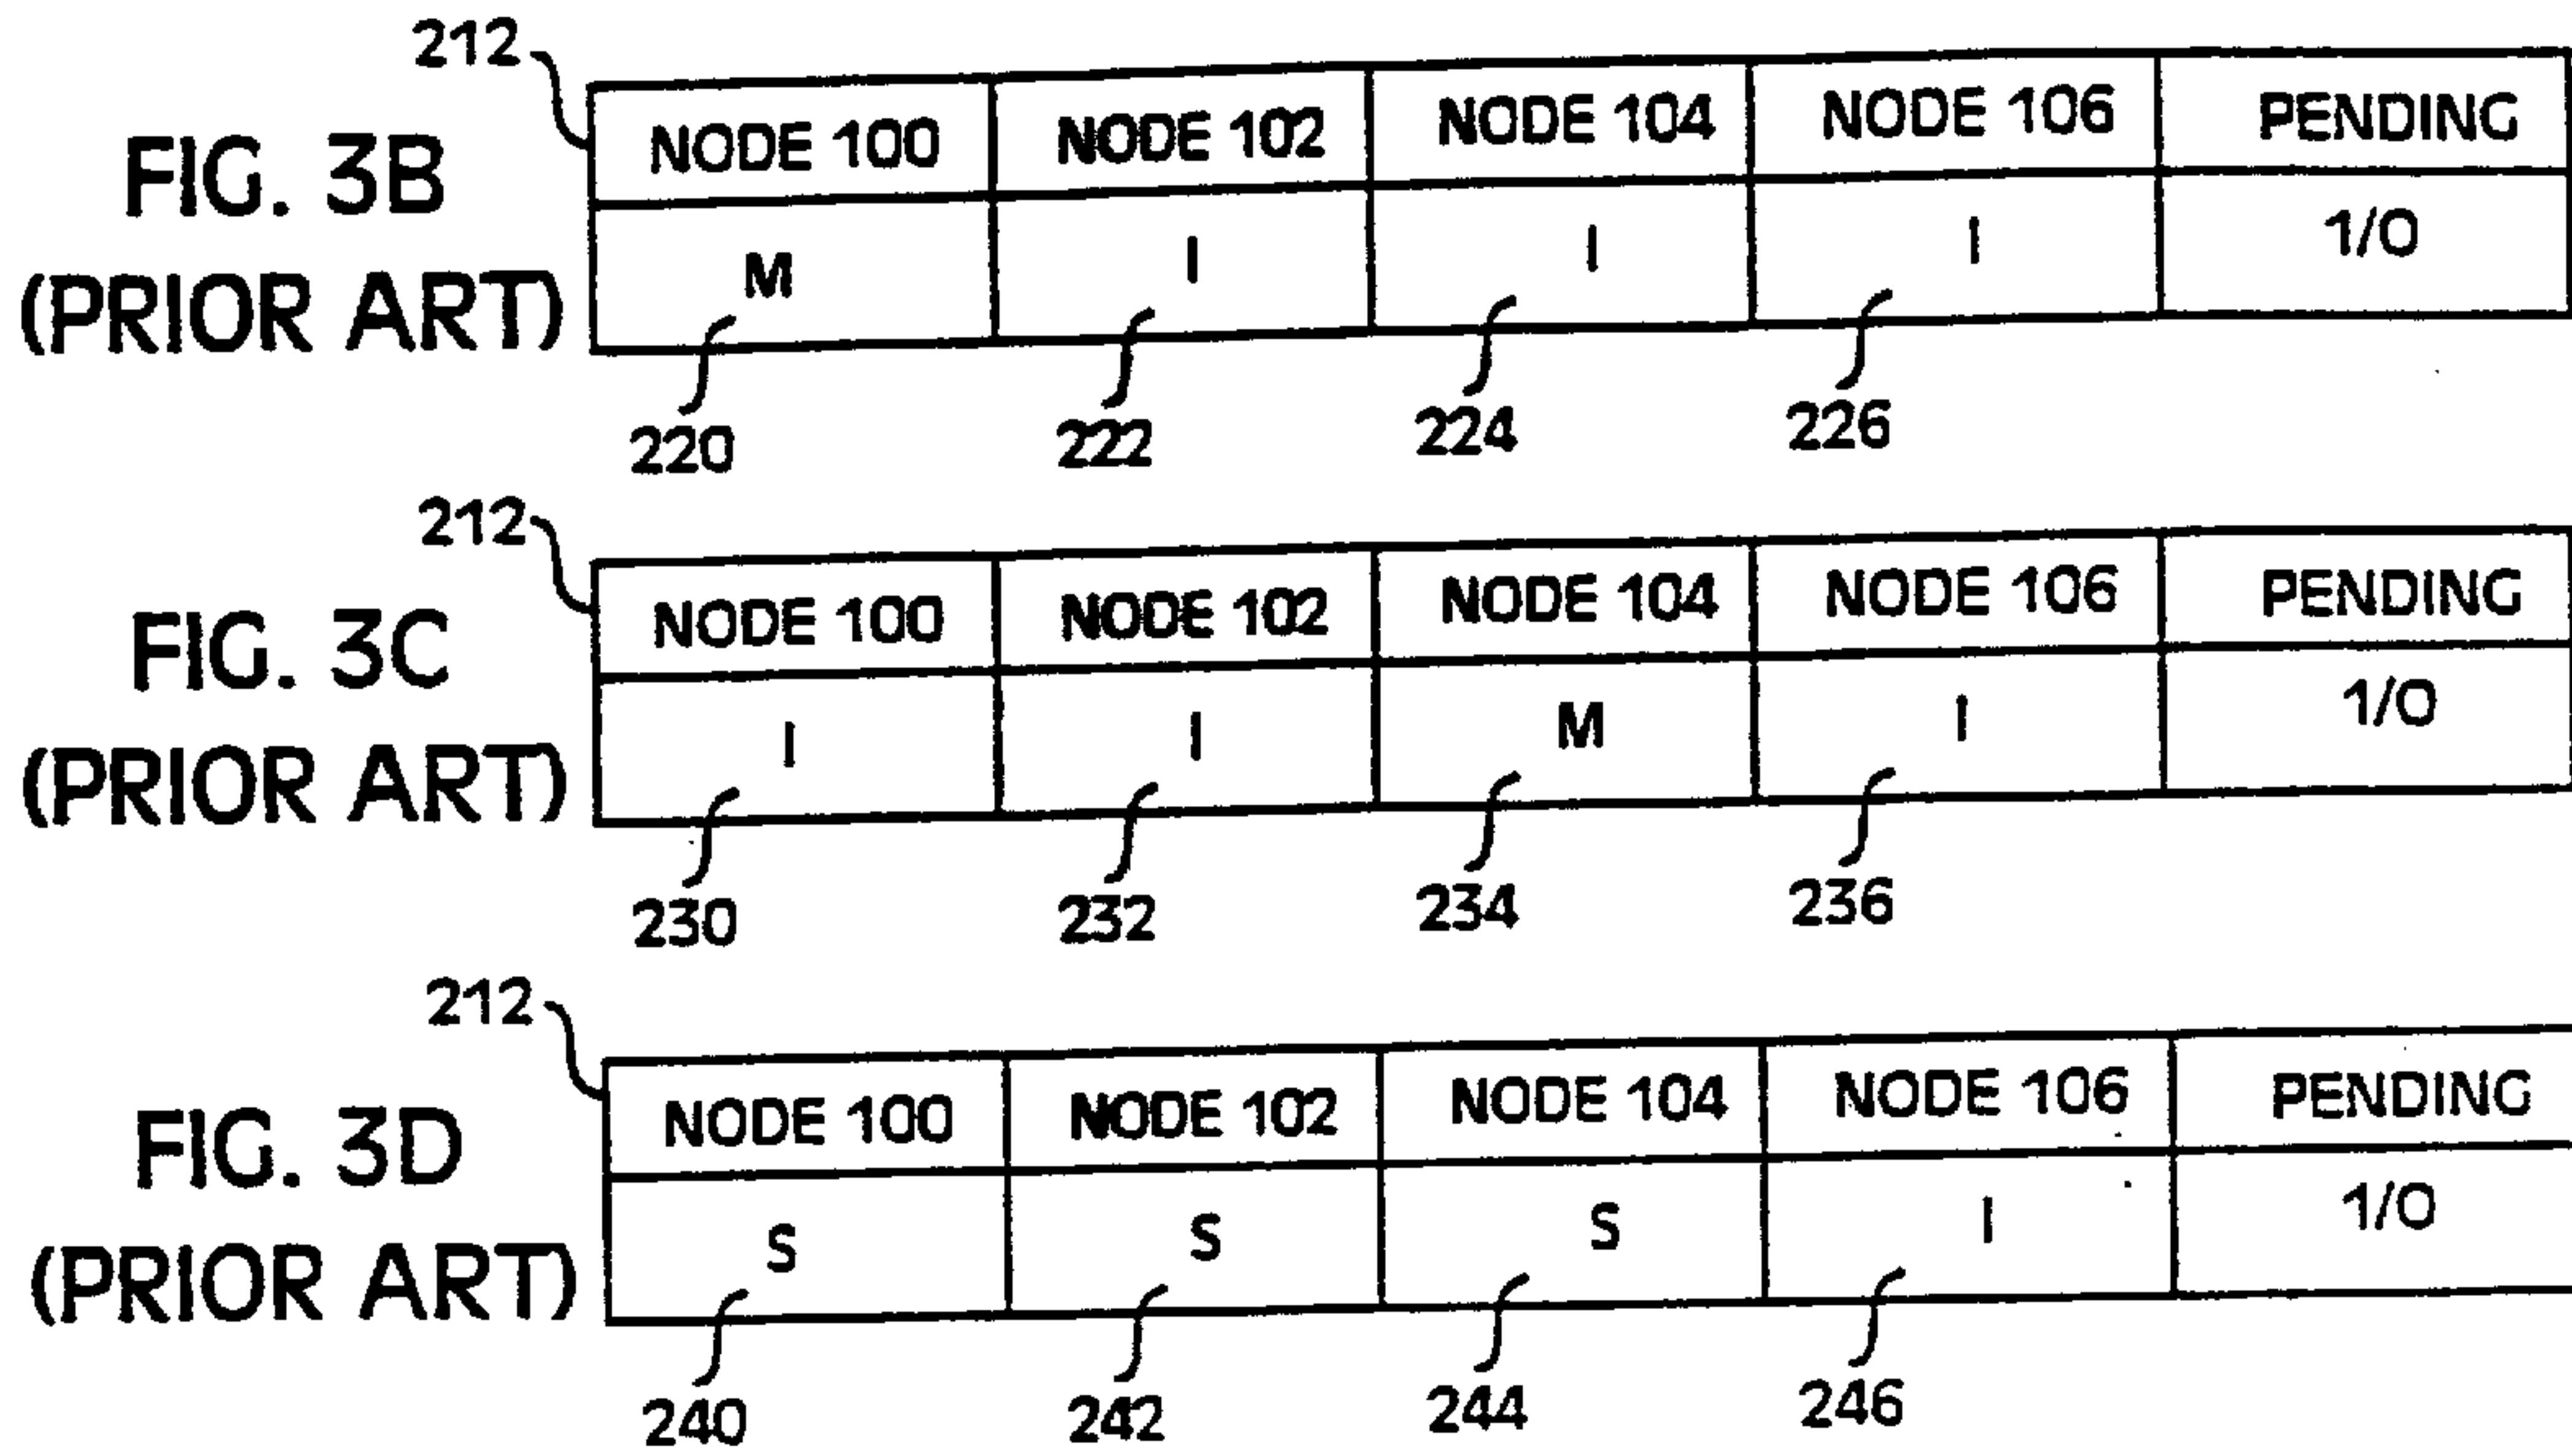 212
FIG. 3B
(PRIOR ART)
NODE 100 NODE 102 NODE 104 NODE 106 PENDING
M I I I 1/0
220 222 224 226
212
FIG. 3C
(PRIOR ART)
NODE 100 NODE 102 NODE 104 NODE 106 PENDING
I I M I 1/0
230 232 234 236
212
FIG. 3D
(PRIOR ART)
NODE 100 NODE 102 NODE 104 NODE 106 PENDING
S S S I 1/0
240 242 244 246